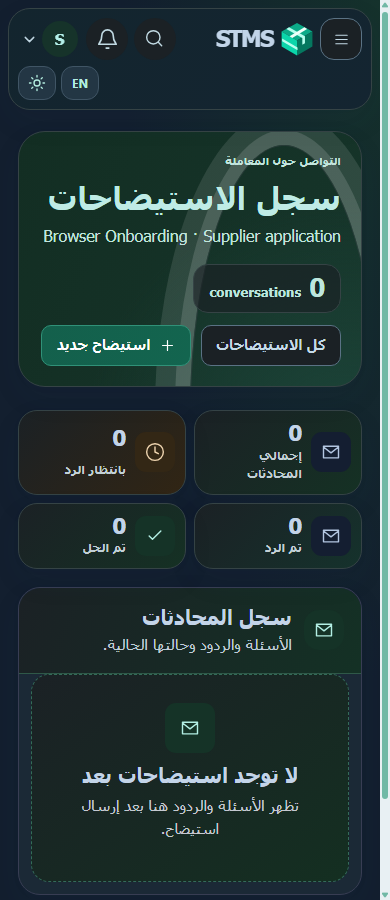 STMS
S
EN
التواصل حول المعاملة
سجل الاستيضاحات
Browser Onboarding · Supplier application
0 conversations
كل الاستيضاحات
استيضاح جديد
0
إجمالي
المحادثات
0
بانتظار الرد
0
تم الرد
0
تم الحل
سجل المحادثات
الأسئلة والردود وحالتها الحالية.
لا توجد استيضاحات بعد
تظهر الأسئلة والردود هنا بعد إرسال
استيضاح.